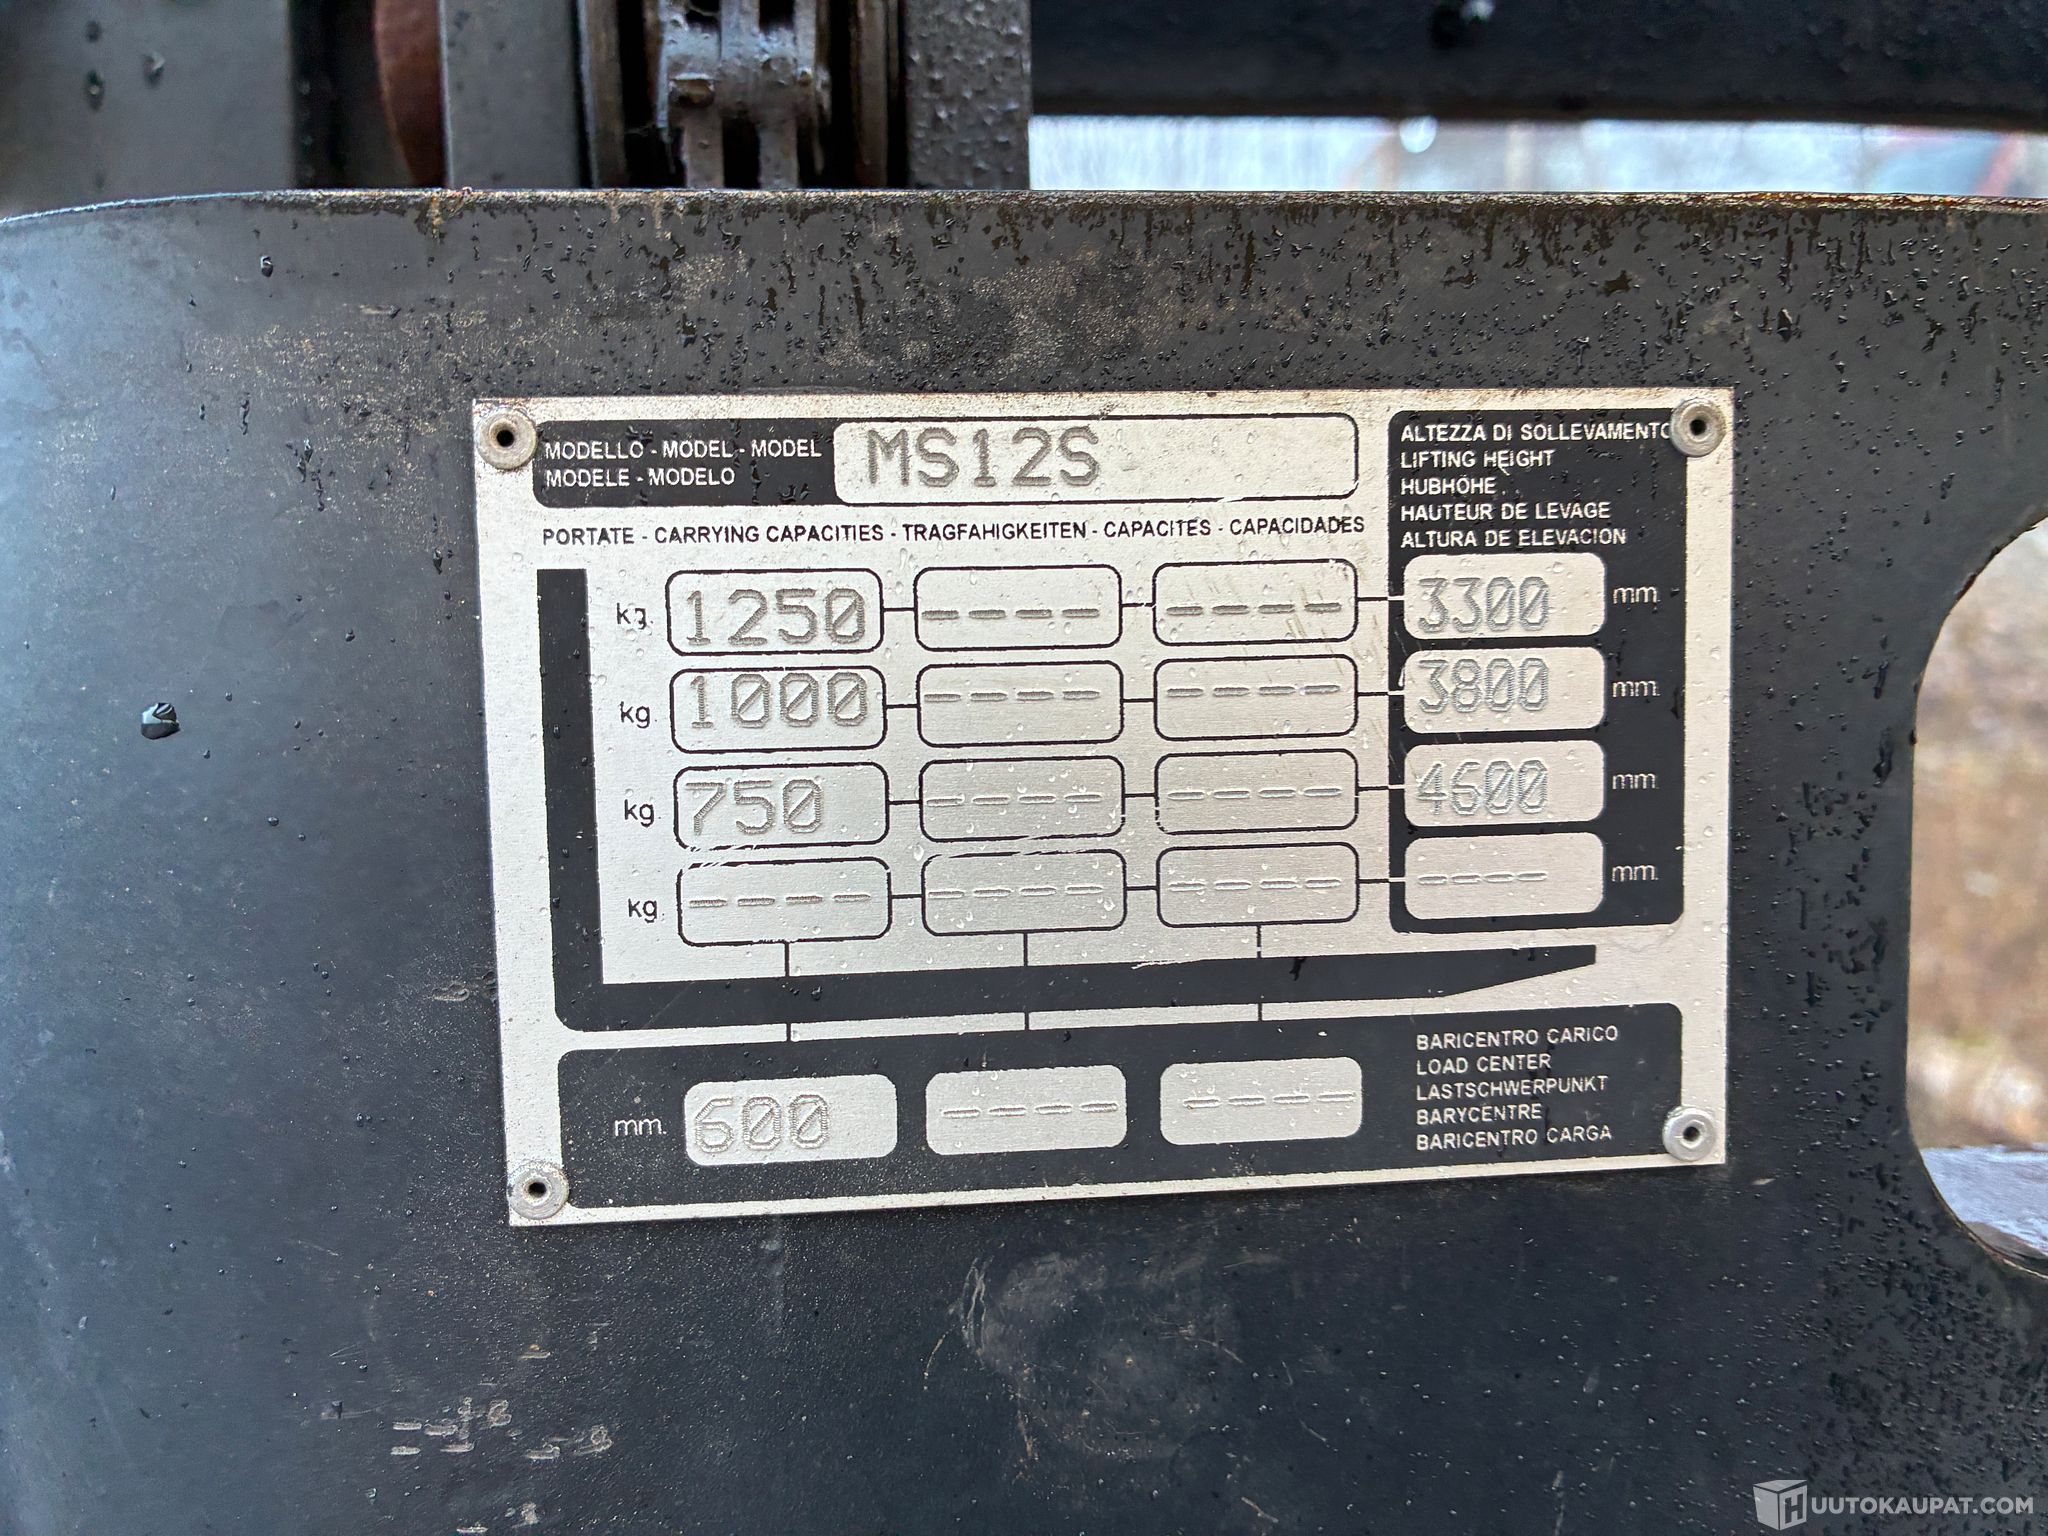 MODELLO - MODEL - MODEL
MODELE - MODELO
MS12S
ALTEZZA DI SOLLEVAMENTO
LIFTING HEIGHT
HUBHÖHE
HAUTEUR DE LEVAGE
ALTURA DE ELEVACION
PORTATE - CARRYING CAPACITIES - TRAGFAHIGKEITEN - CAPACITES - CAPACIDADES
kg. 1250 ---- ---- 3300 mm.
kg. 1000 ---- ---- 3800 mm.
kg. 750 ---- ---- 4600 mm.
kg. ---- ---- ---- ---- mm.
mm. 600 ---- ----
BARICENTRO CARICO
LOAD CENTER
LASTSCHWERPUNKT
BARYCENTRE
BARICENTRO CARGA
HUUTOKAUPAT.COM